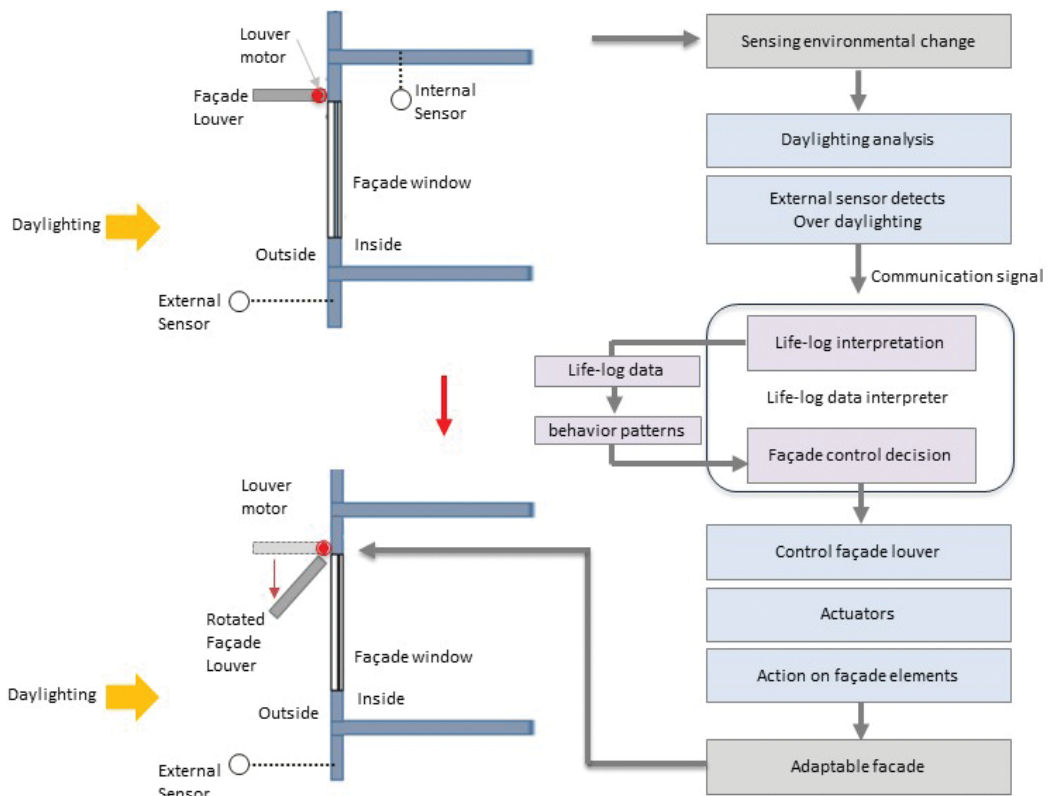 Louver
motor
Façade
Louver
Internal
Sensor
Façade window
Daylighting
Outside
Inside
External
Sensor
Louver
motor
Rotated
Façade
Louver
Façade window
Daylighting
Outside
Inside
External
Sensor
Sensing environmental change
Daylighting analysis
External sensor detects
Over daylighting
Communication signal
Life-log interpretation
Life-log data
Life-log data interpreter
behavior patterns
Façade control decision
Control façade louver
Actuators
Action on façade elements
Adaptable facade